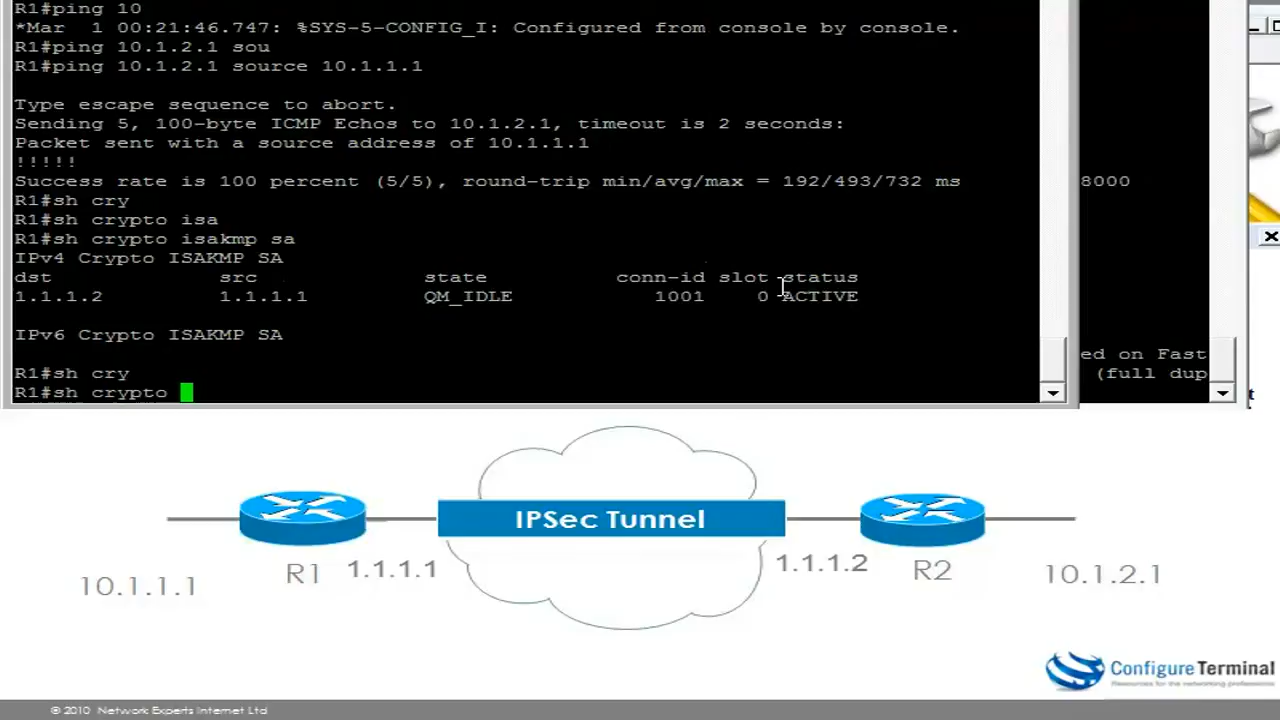 R1#ping 10
*Mar  1 00:21:46.747: %SYS-5-CONFIG_I: Configured from console by console.
R1#ping 10.1.2.1 sou
R1#ping 10.1.2.1 source 10.1.1.1
Type escape sequence to abort.
Sending 5, 100-byte ICMP Echos to 10.1.2.1, timeout is 2 seconds:
Packet sent with a source address of 10.1.1.1
!!!!!
Success rate is 100 percent (5/5), round-trip min/avg/max = 192/493/732 ms
8000
R1#sh cry
R1#sh crypto isa
R1#sh crypto isakmp sa
IPv4 Crypto ISAKMP SA
dst src state conn-id slot status
1.1.1.2 1.1.1.1 QM_IDLE 1001 0 ACTIVE
IPv6 Crypto ISAKMP SA
ed on Fast
R1#sh cry
(full dup
R1#sh crypto
IPSec Tunnel
10.1.1.1
R1
1.1.1.1
1.1.1.2
R2
10.1.2.1
ConfigureTerminal
Resources for the networking professionals
© 2010 Network Experts Internet Ltd